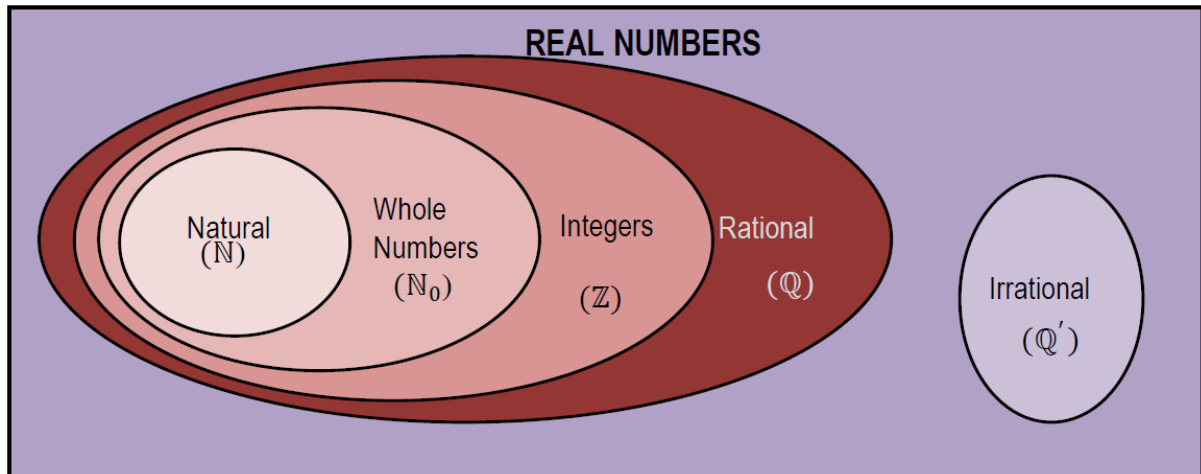 REAL NUMBERS
Natural
(ℕ)
Whole
Numbers
(ℕ₀)
Integers
(ℤ)
Rational
(ℚ)
Irrational
(ℚ′)